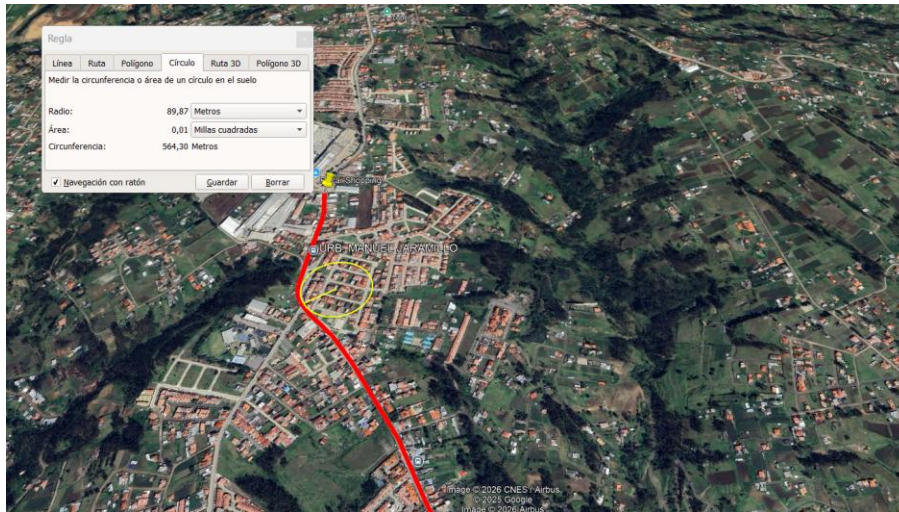 Regla
Línea Ruta Polígono Círculo Ruta 3D Polígono 3D
Medir la circunferencia o área de un círculo en el suelo
Radio: 89,87 Metros
Área: 0,01 Millas cuadradas
Circunferencia: 564,30 Metros
Navegación con ratón Guardar Borrar
Shopping
URB. MANUEL JARAMILLO
Image © 2026 CNES / Airbus
© 2025 Google
Image © 2026 Airbus